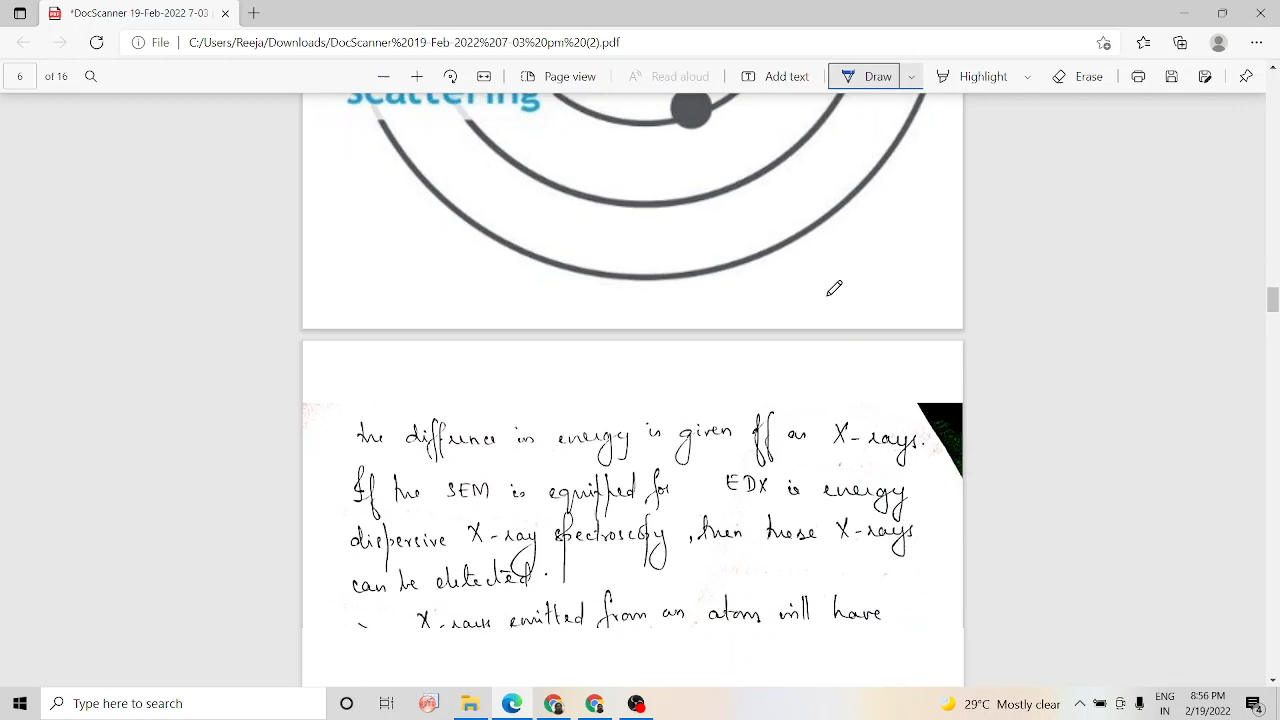 *DocScanner 19-Feb-2022 7-03
File C:/Users/Reeja/Downloads/DocScanner%2019-Feb-2022%207-03%20pm%20(2).pdf
6 of 16 Page view Read aloud Add text Draw Highlight Erase
scattering
the diffrence in energy is given ff as X-rays.
If the SEM is equipped for EDX ie energy
dispersive X-ray spectroscopy, then these X-rays
can be detected.
X-rays emitted from an atom will have
Type here to search
29°C Mostly clear
ENG 8:56 PM
IN 2/19/2022
4